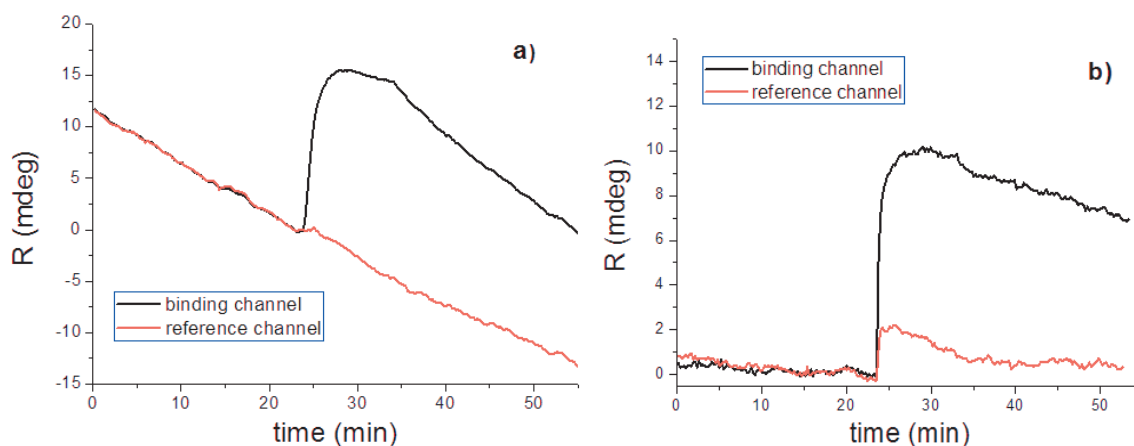 a)
R (mdeg)
20
15
10
5
0
-5
-10
-15
binding channel
reference channel
0 10 20 30 40 50
time (min)
b)
R (mdeg)
14
12
10
8
6
4
2
0
binding channel
reference channel
0 10 20 30 40 50
time (min)